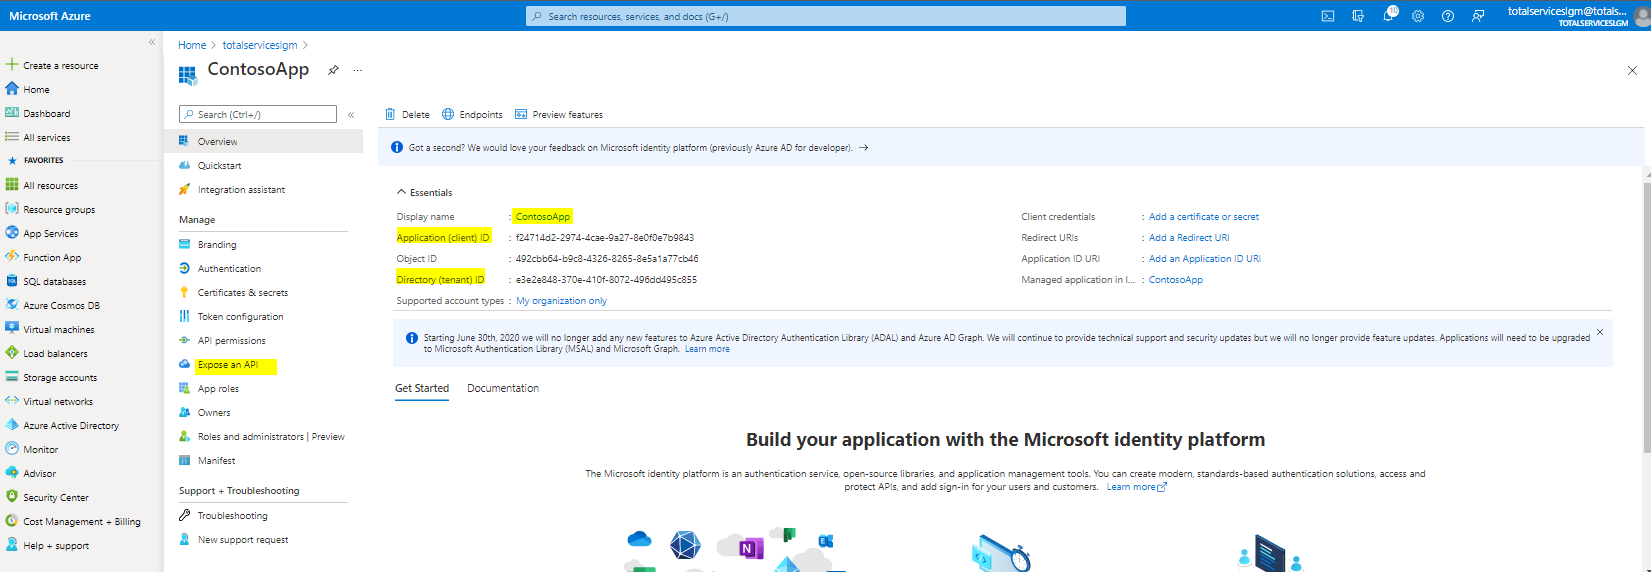 Microsoft Azure
Search resources, services, and docs (G+/)
10
totalserviceslgm@totals...
TOTALSERVICESLGM
«
Create a resource
Home
Dashboard
All services
FAVORITES
All resources
Resource groups
App Services
Function App
SQL databases
Azure Cosmos DB
Virtual machines
Load balancers
Storage accounts
Virtual networks
Azure Active Directory
Monitor
Advisor
Security Center
Cost Management + Billing
Help + support
Home > totalserviceslgm >
ContosoApp
...
Search (Ctrl+/)
«
Overview
Quickstart
Integration assistant
Manage
Branding
Authentication
Certificates & secrets
Token configuration
API permissions
Expose an API
App roles
Owners
Roles and administrators | Preview
Manifest
Support + Troubleshooting
Troubleshooting
New support request
Delete
Endpoints
Preview features
Got a second? We would love your feedback on Microsoft identity platform (previously Azure AD for developer). →
Essentials
Display name : ContosoApp
Application (client) ID : f24714d2-2974-4cae-9a27-8e0f0e7b9843
Object ID : 492cbb64-b9c8-4326-8265-8e5a1a77cb46
Directory (tenant) ID : e3e2e848-370e-410f-8072-496dd495c855
Supported account types : My organization only
Client credentials : Add a certificate or secret
Redirect URIs : Add a Redirect URI
Application ID URI : Add an Application ID URI
Managed application in l... : ContosoApp
Starting June 30th, 2020 we will no longer add any new features to Azure Active Directory Authentication Library (ADAL) and Azure AD Graph. We will continue to provide technical support and security updates but we will no longer provide feature updates. Applications will need to be upgraded
to Microsoft Authentication Library (MSAL) and Microsoft Graph. Learn more
Get Started
Documentation
Build your application with the Microsoft identity platform
The Microsoft identity platform is an authentication service, open-source libraries, and application management tools. You can create modern, standards-based authentication solutions, access and
protect APIs, and add sign-in for your users and customers. Learn more